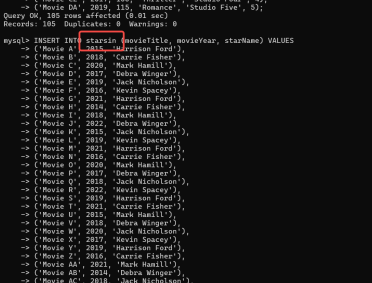 -> ('Movie DA', 2019, 115, 'Romance', 'Studio Five', 5);
Query OK, 105 rows affected (0.01 sec)
Records: 105  Duplicates: 0  Warnings: 0
mysql> INSERT INTO starsin (movieTitle, movieYear, starName) VALUES
-> ('Movie A', 2015, 'Harrison Ford'),
-> ('Movie B', 2018, 'Carrie Fisher'),
-> ('Movie C', 2020, 'Mark Hamill'),
-> ('Movie D', 2017, 'Debra Winger'),
-> ('Movie E', 2019, 'Jack Nicholson'),
-> ('Movie F', 2016, 'Kevin Spacey'),
-> ('Movie G', 2021, 'Harrison Ford'),
-> ('Movie H', 2014, 'Carrie Fisher'),
-> ('Movie I', 2018, 'Mark Hamill'),
-> ('Movie J', 2022, 'Debra Winger'),
-> ('Movie K', 2015, 'Jack Nicholson'),
-> ('Movie L', 2019, 'Kevin Spacey'),
-> ('Movie M', 2021, 'Harrison Ford'),
-> ('Movie N', 2016, 'Carrie Fisher'),
-> ('Movie O', 2020, 'Mark Hamill'),
-> ('Movie P', 2017, 'Debra Winger'),
-> ('Movie Q', 2018, 'Jack Nicholson'),
-> ('Movie R', 2022, 'Kevin Spacey'),
-> ('Movie S', 2019, 'Harrison Ford'),
-> ('Movie T', 2021, 'Carrie Fisher'),
-> ('Movie U', 2015, 'Mark Hamill'),
-> ('Movie V', 2018, 'Debra Winger'),
-> ('Movie W', 2020, 'Jack Nicholson'),
-> ('Movie X', 2017, 'Kevin Spacey'),
-> ('Movie Y', 2019, 'Harrison Ford'),
-> ('Movie Z', 2016, 'Carrie Fisher'),
-> ('Movie AA', 2021, 'Mark Hamill'),
-> ('Movie AB', 2014, 'Debra Winger'),
-> ('Movie AC', 2018, 'Jack Nicholson'),